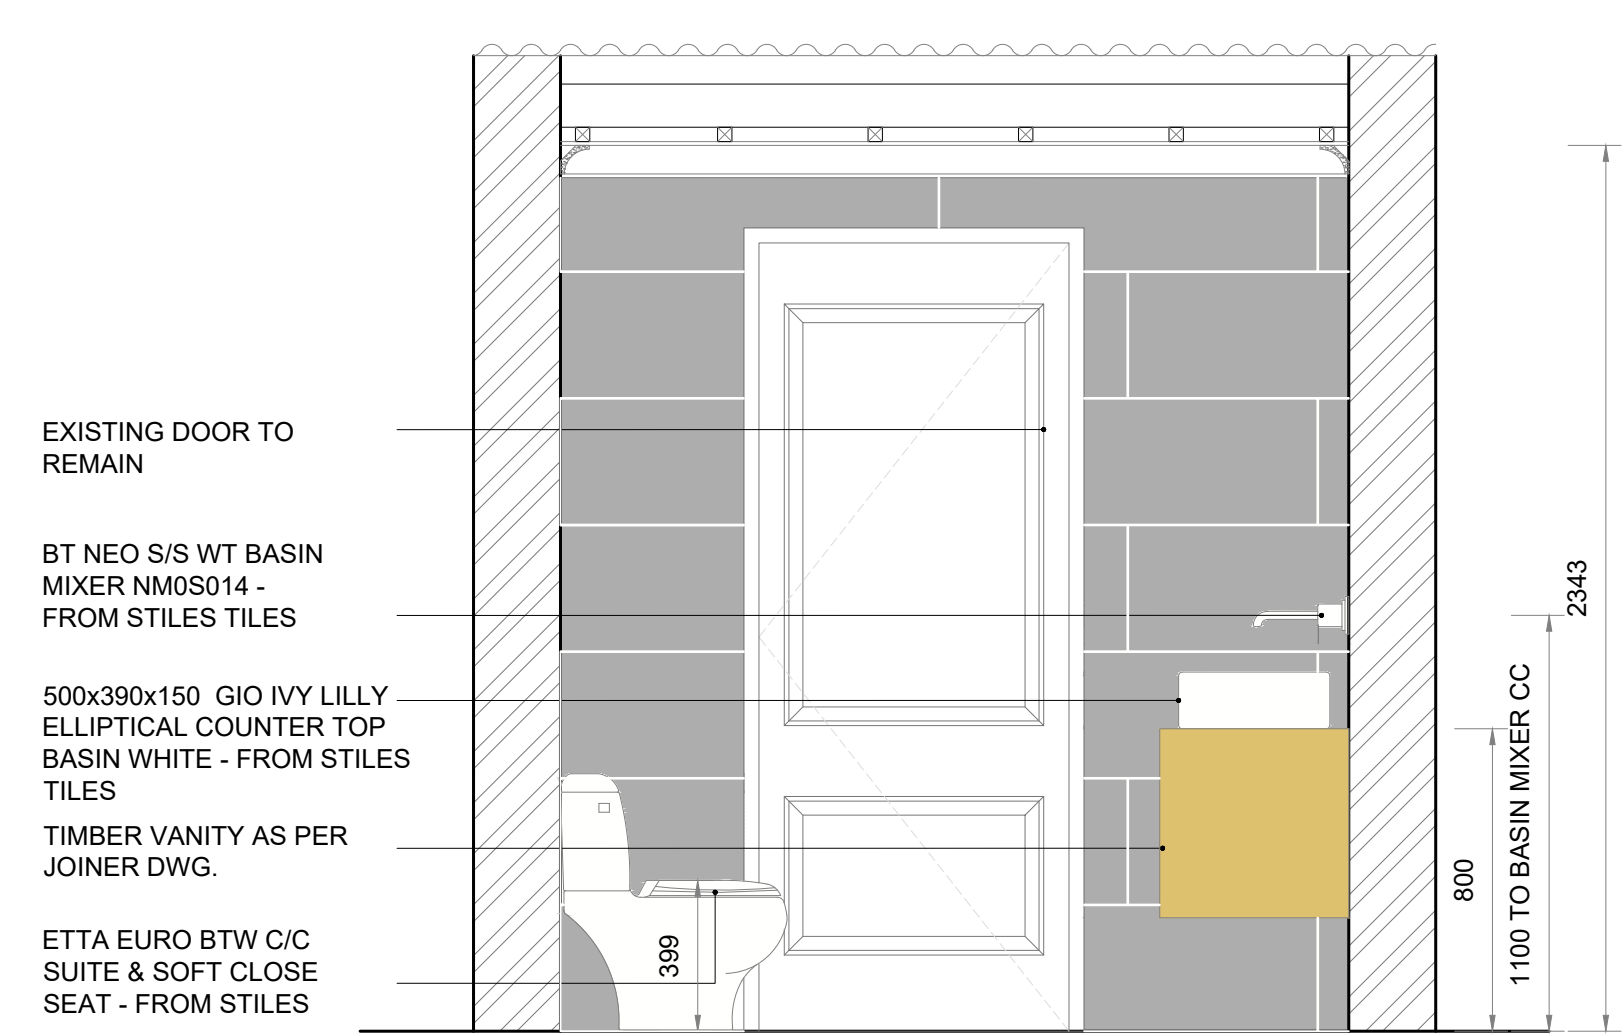 EXISTING DOOR TO
REMAIN
BT NEO S/S WT BASIN
MIXER NM0S014 -
FROM STILES TILES
500x390x150 GIO IVY LILLY
ELLIPTICAL COUNTER TOP
BASIN WHITE - FROM STILES
TILES
TIMBER VANITY AS PER
JOINER DWG.
ETTA EURO BTW C/C
SUITE & SOFT CLOSE
SEAT - FROM STILES
399
800
1100 TO BASIN MIXER CC
2343